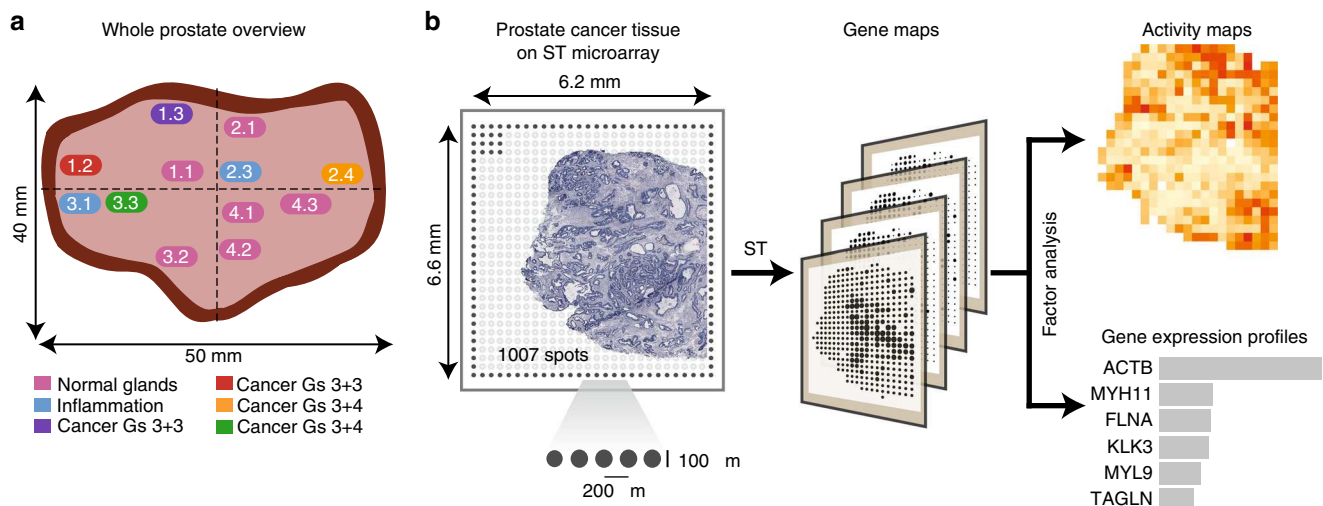 a
Whole prostate overview
1.3
2.1
1.2
1.1
2.3
2.4
3.1
3.3
4.1
4.3
3.2
4.2
40 mm
50 mm
Normal glands
Inflammation
Cancer Gs 3+3
Cancer Gs 3+3
Cancer Gs 3+4
Cancer Gs 3+4
b
Prostate cancer tissue
on ST microarray
6.2 mm
6.6 mm
1007 spots
100 m
200 m
ST
Gene maps
Factor analysis
Activity maps
Gene expression profiles
ACTB
MYH11
FLNA
KLK3
MYL9
TAGLN